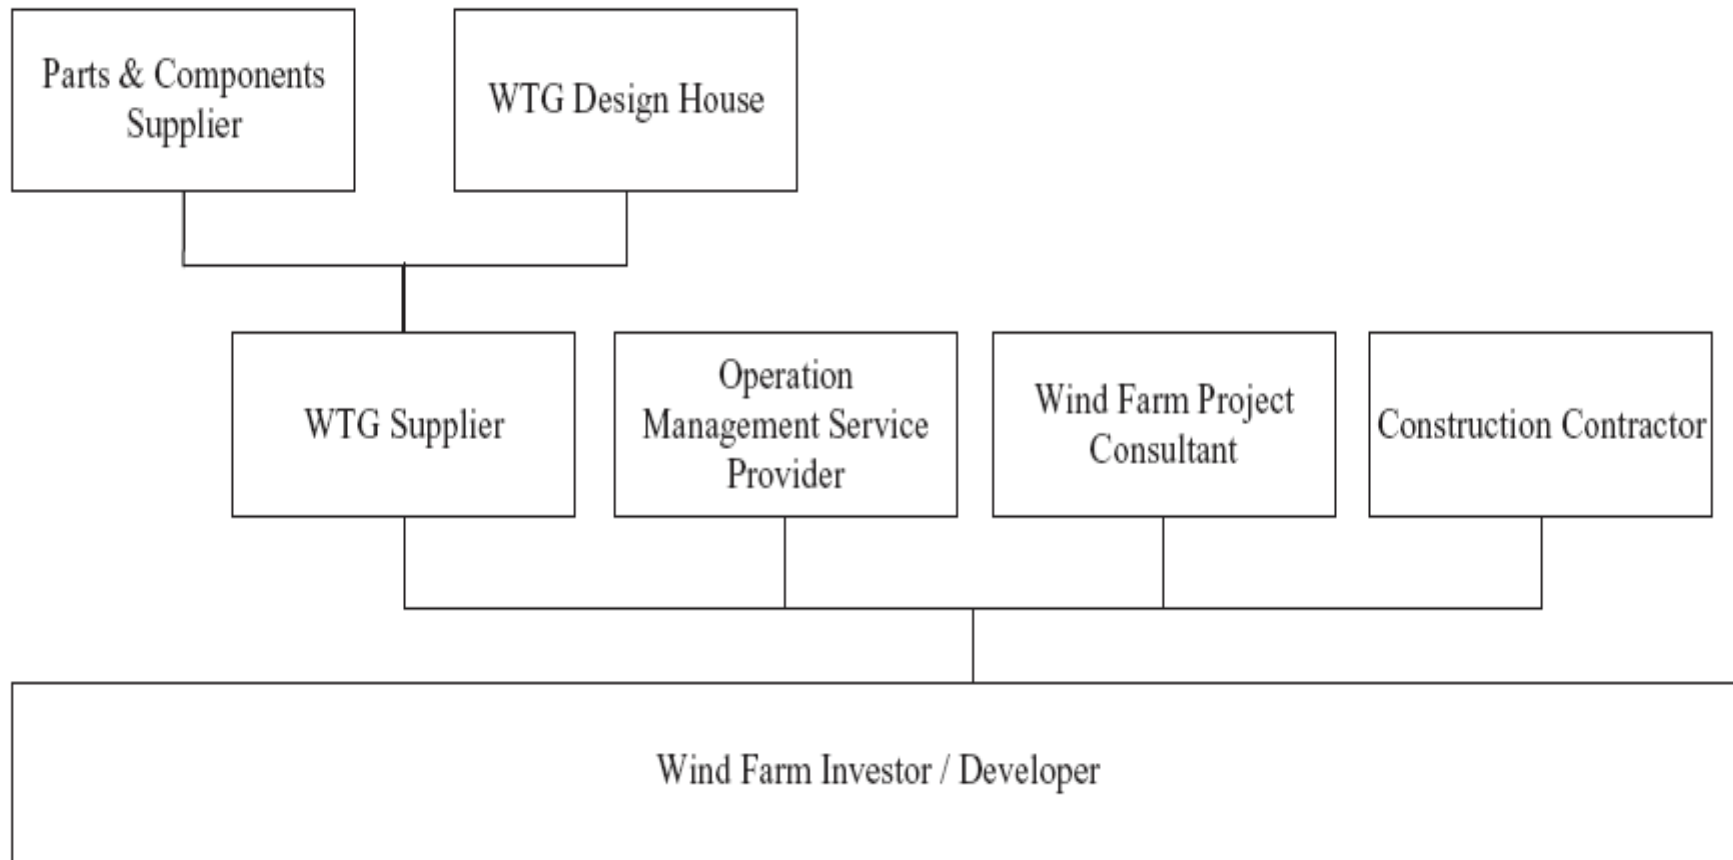 Parts & Components
Supplier
WTG Design House
WTG Supplier
Operation
Management Service
Provider
Wind Farm Project
Consultant
Construction Contractor
Wind Farm Investor / Developer